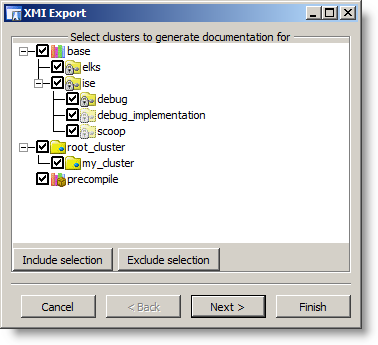 XMI Export
Select clusters to generate documentation for
base
elks
ise
debug
debug_implementation
scoop
root_cluster
my_cluster
precompile
Include selection Exclude selection
Cancel < Back Next > Finish